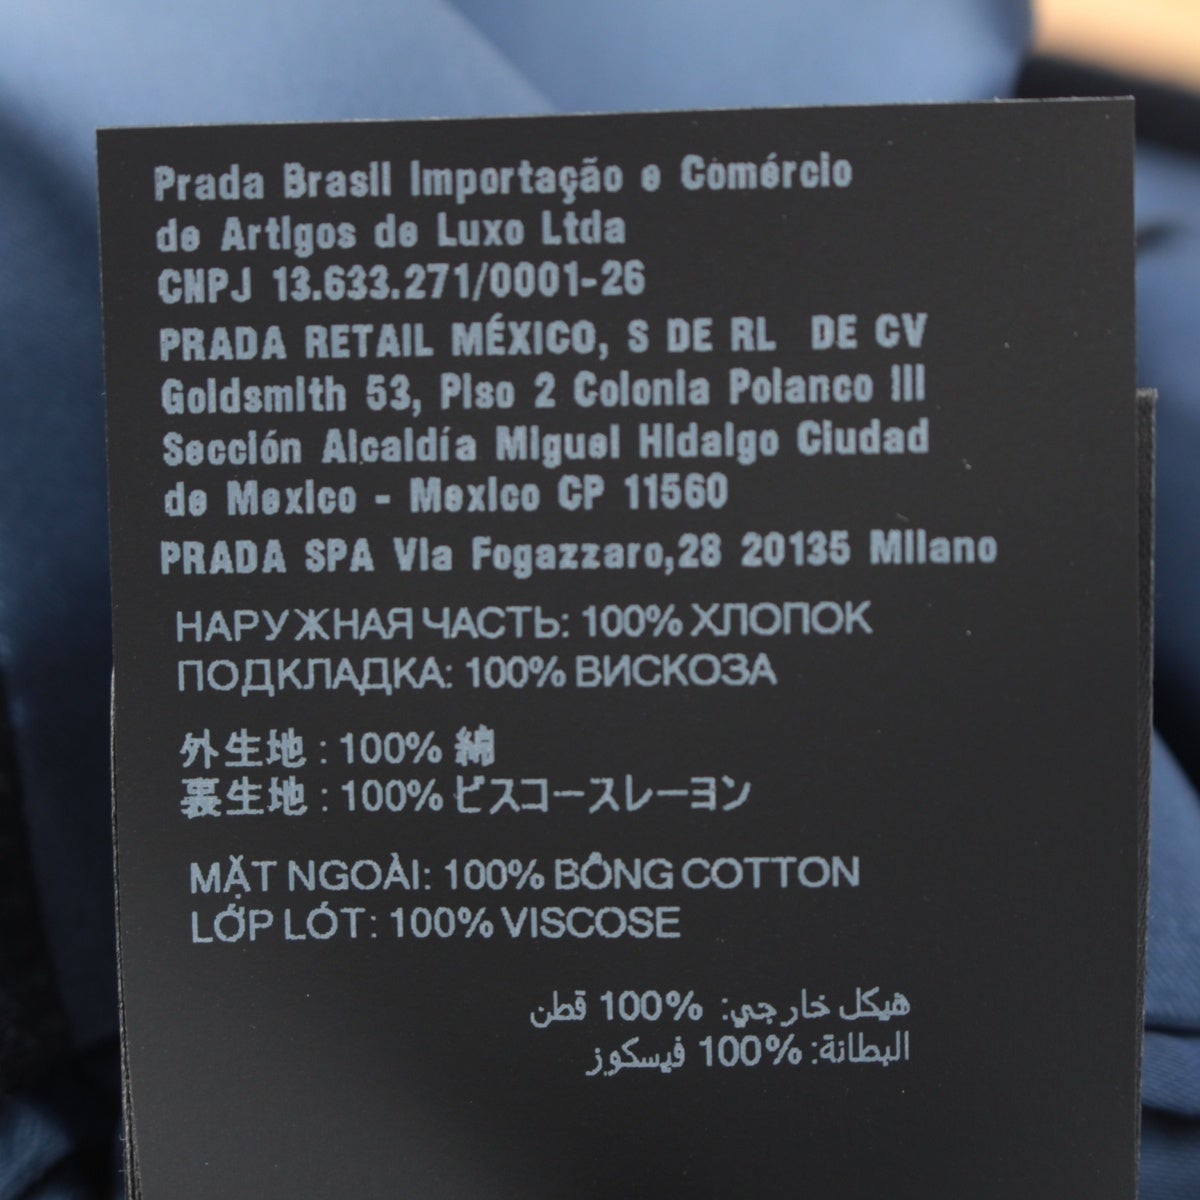 Prada Brasil Importação e Comércio
de Artigos de Luxo Ltda
CNPJ 13.633.271/0001-26
PRADA RETAIL MÉXICO, S DE RL DE CV
Goldsmith 53, Piso 2 Colonia Polanco III
Sección Alcaldía Miguel Hidalgo Ciudad
de Mexico - Mexico CP 11560
PRADA SPA Via Fogazzaro,28 20135 Milano
НАРУЖНАЯ ЧАСТЬ: 100% ХЛОПОК
ПОДКЛАДКА: 100% ВИСКОЗА
外生地 : 100% 綿
裏生地 : 100% ビスコースレーヨン
MẶT NGOÀI: 100% BÔNG COTTON
LỚP LÓT: 100% VISCOSE
هيكل خارجي: %100 قطن
البطانة: %100 فيسكوز